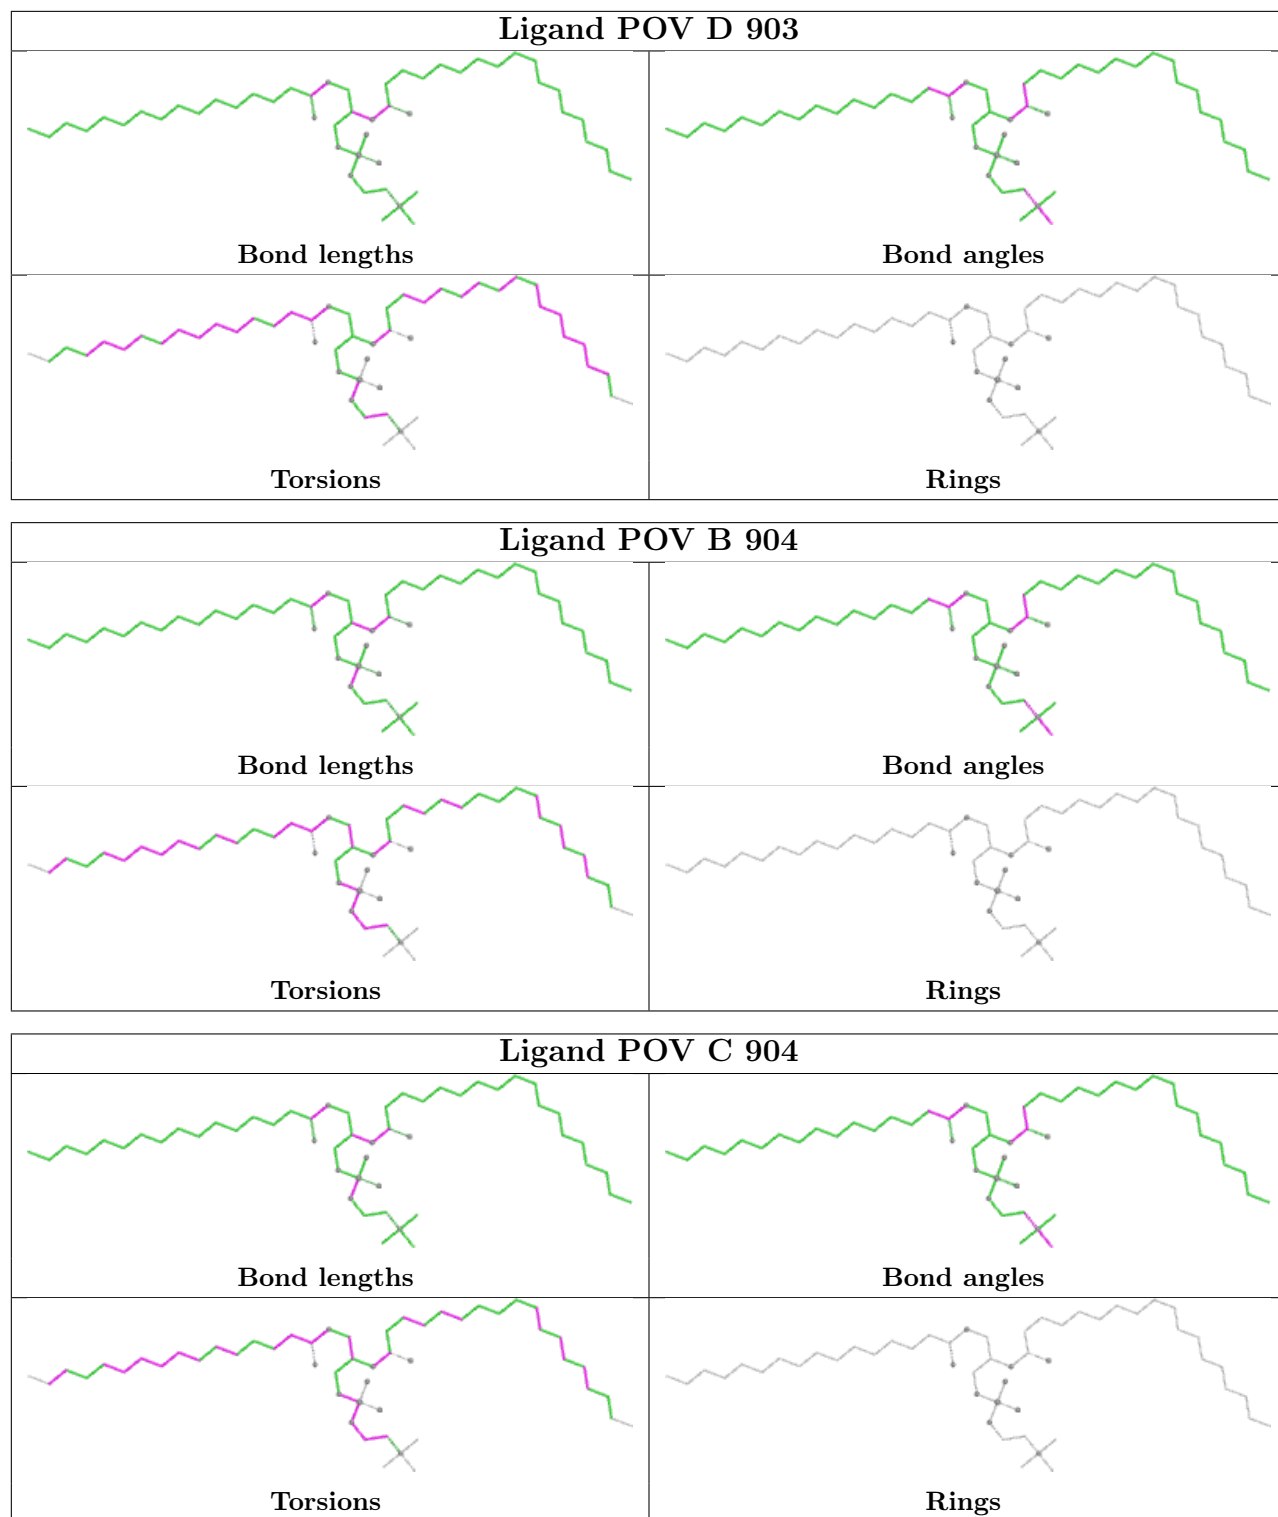 Ligand POV D 903
Bond lengths
Bond angles
Torsions
Rings
Ligand POV B 904
Bond lengths
Bond angles
Torsions
Rings
Ligand POV C 904
Bond lengths
Bond angles
Torsions
Rings